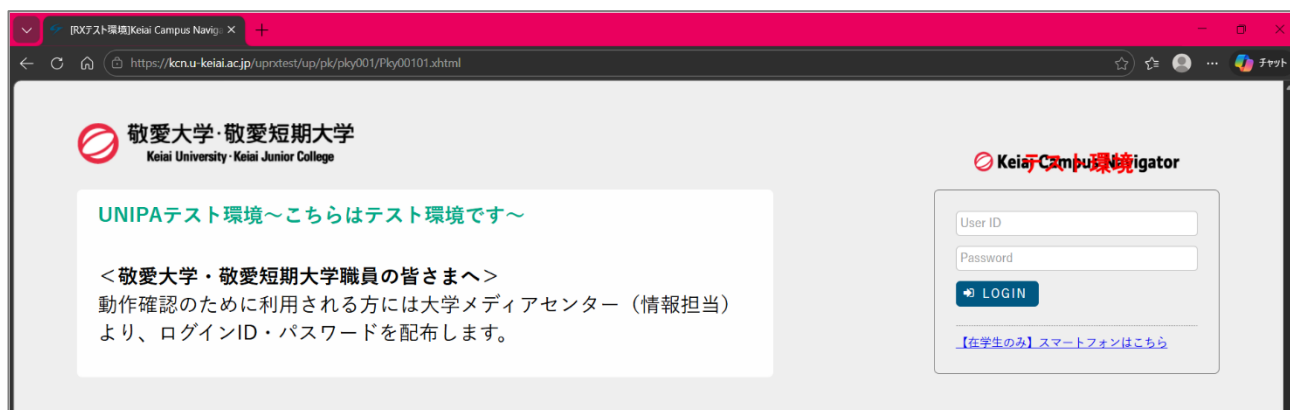 [RXテスト環境]Keiai Campus Naviga
https://kcn.u-keiai.ac.jp/uprxtest/up/pk/pky001/Pky00101.xhtml
チャット
敬愛大学・敬愛短期大学
Keiai University・Keiai Junior College
Keiai Campus Navigator
テスト環境
UNIPAテスト環境～こちらはテスト環境です～
＜敬愛大学・敬愛短期大学職員の皆さまへ＞
動作確認のために利用される方には大学メディアセンター（情報担当）
より、ログインID・パスワードを配布します。
User ID
Password
LOGIN
【在学生のみ】スマートフォンはこちら